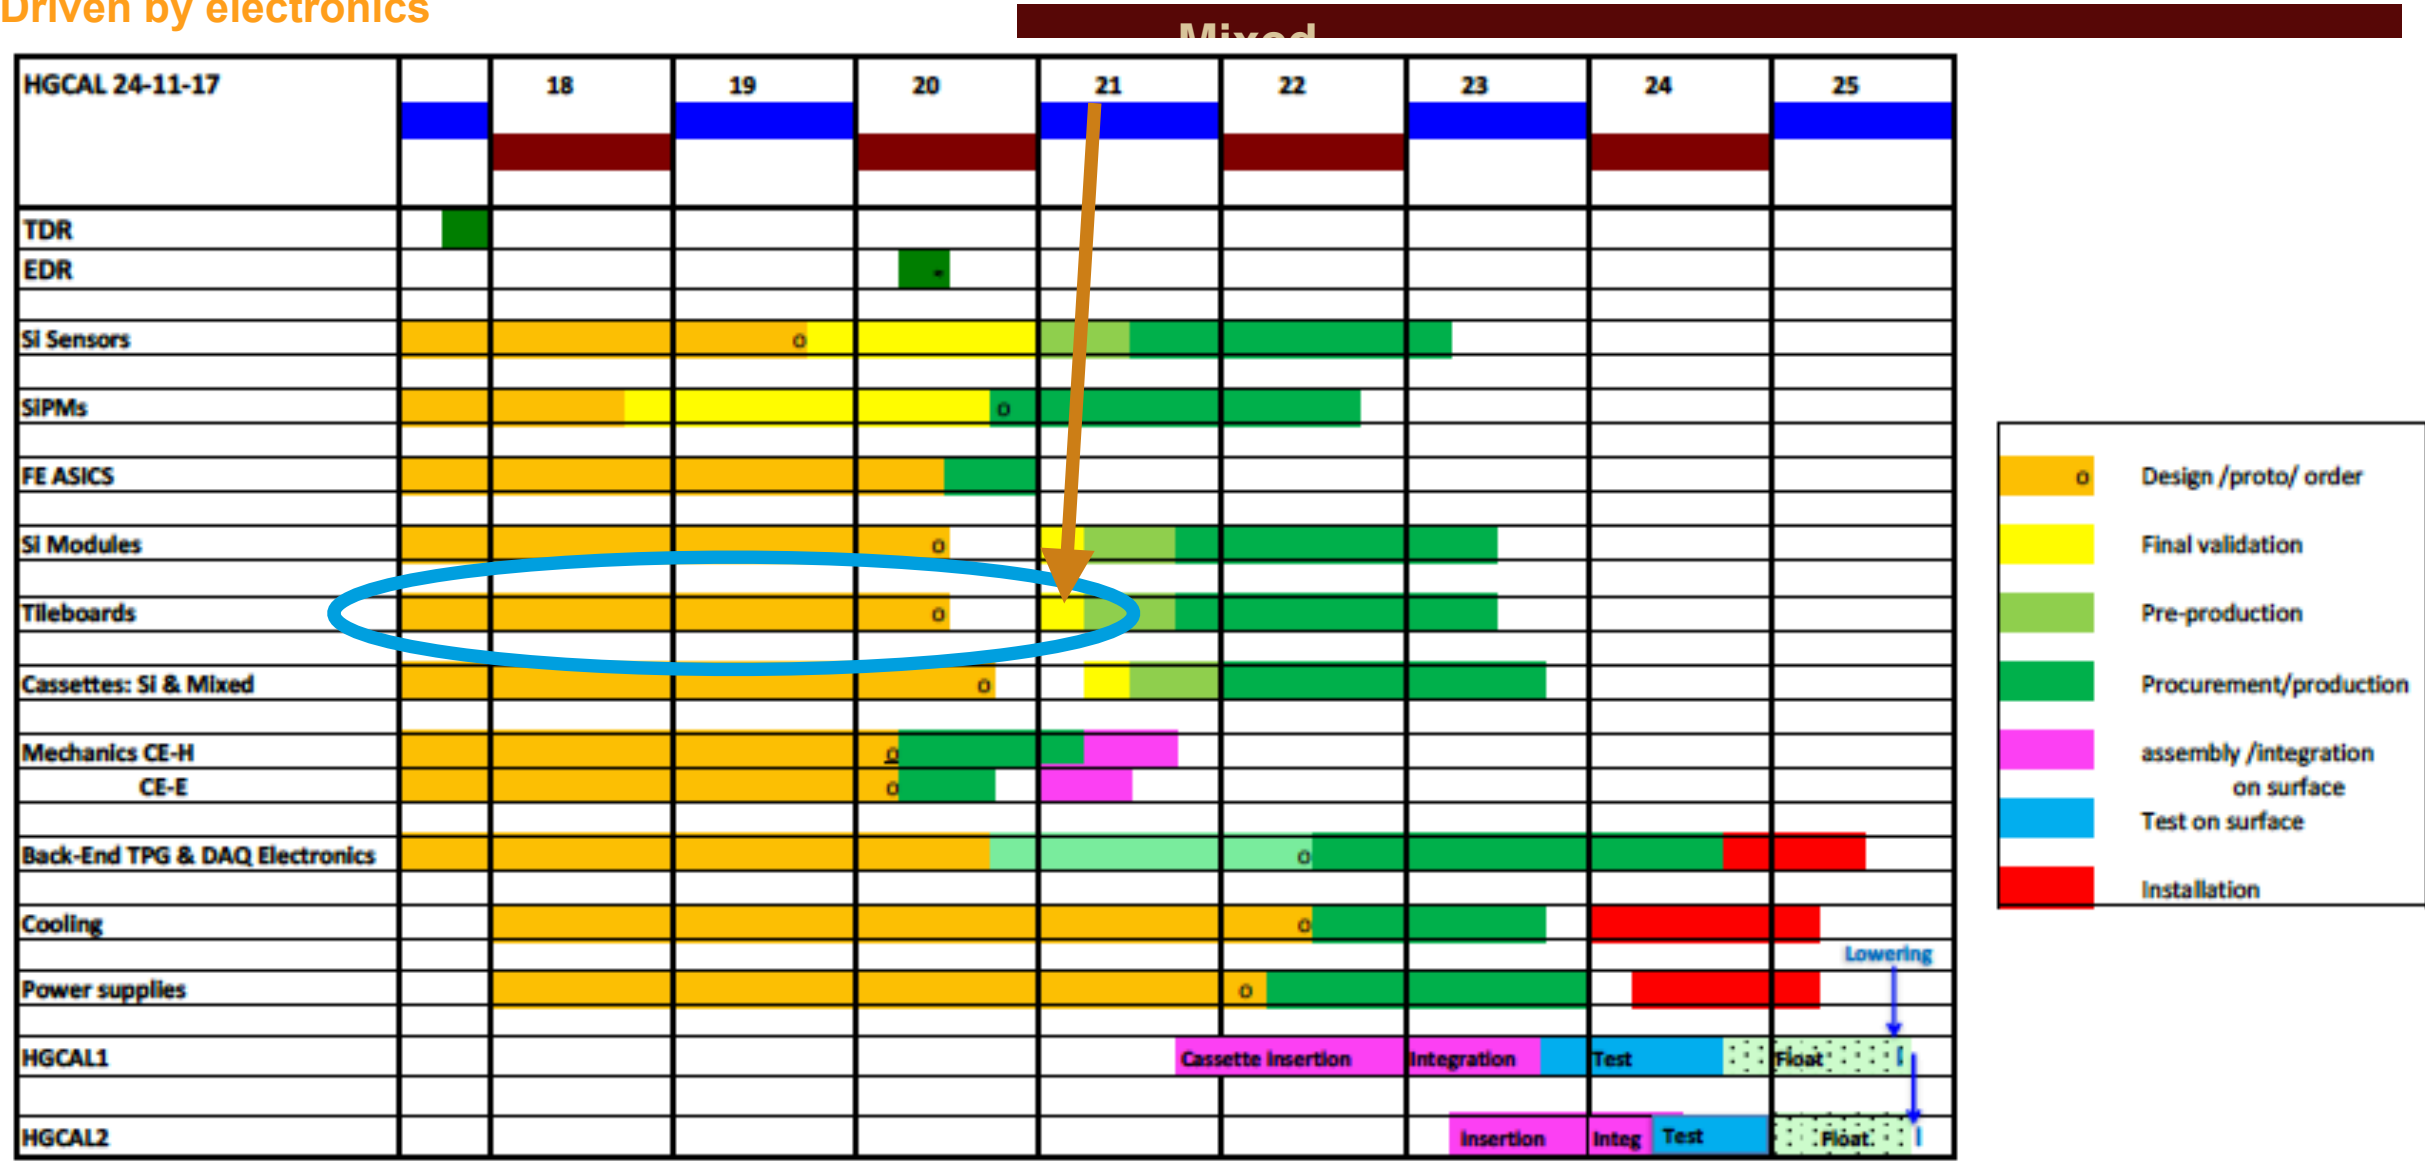 Driven by electronics
Mixed
HGCAL 24-11-17 18 19 20 21 22 23 24 25
TDR
EDR
Si Sensors o
SiPMs o
FE ASICS
Si Modules o
Tileboards o
Cassettes: Si & Mixed o
Mechanics CE-H o
CE-E o
Back-End TPG & DAQ Electronics o
Cooling o
Lowering
Power supplies o
HGCAL1 Cassette insertion Integration Test Float
HGCAL2 Insertion Integ Test Float
o Design /proto/ order
Final validation
Pre-production
Procurement/production
assembly /integration
on surface
Test on surface
Installation